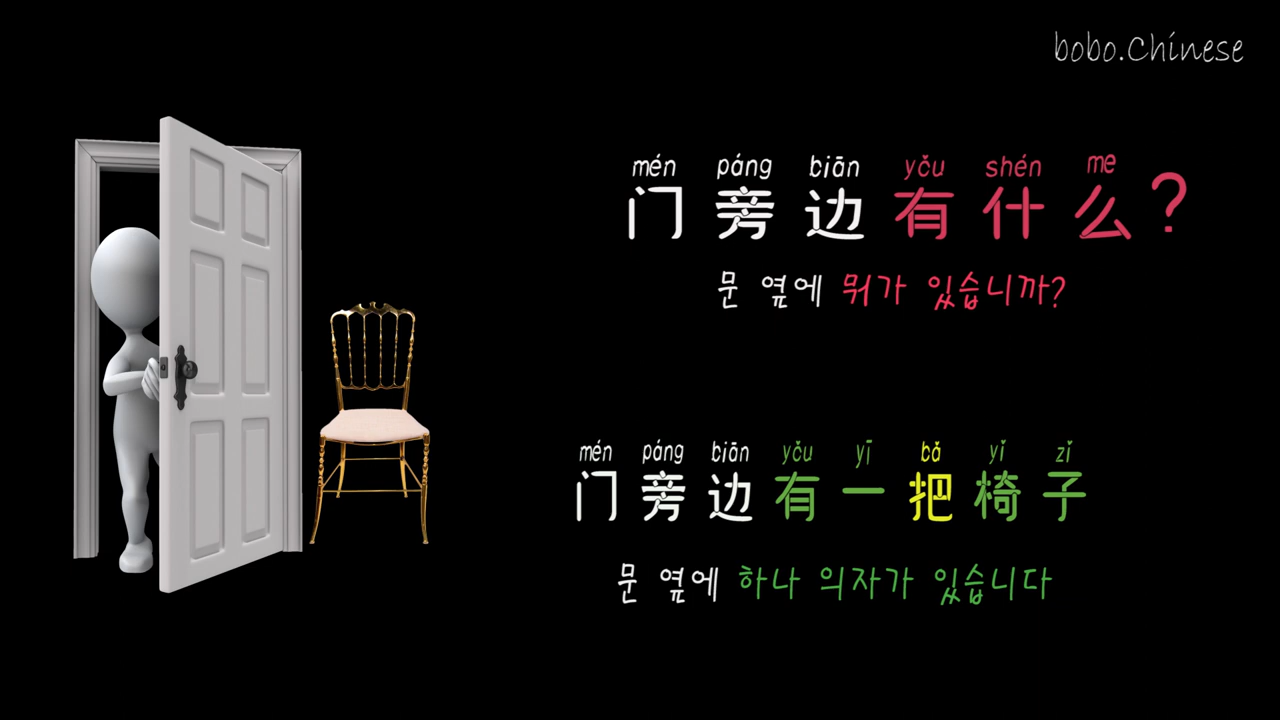 bobo.Chinese
mén páng biān yǒu shén me
门旁边有什么?
문 옆에 뭐가 있습니까?
mén páng biān yǒu yī bǎ yǐ zǐ
门旁边有一把椅子
문 옆에 하나 의자가 있습니다